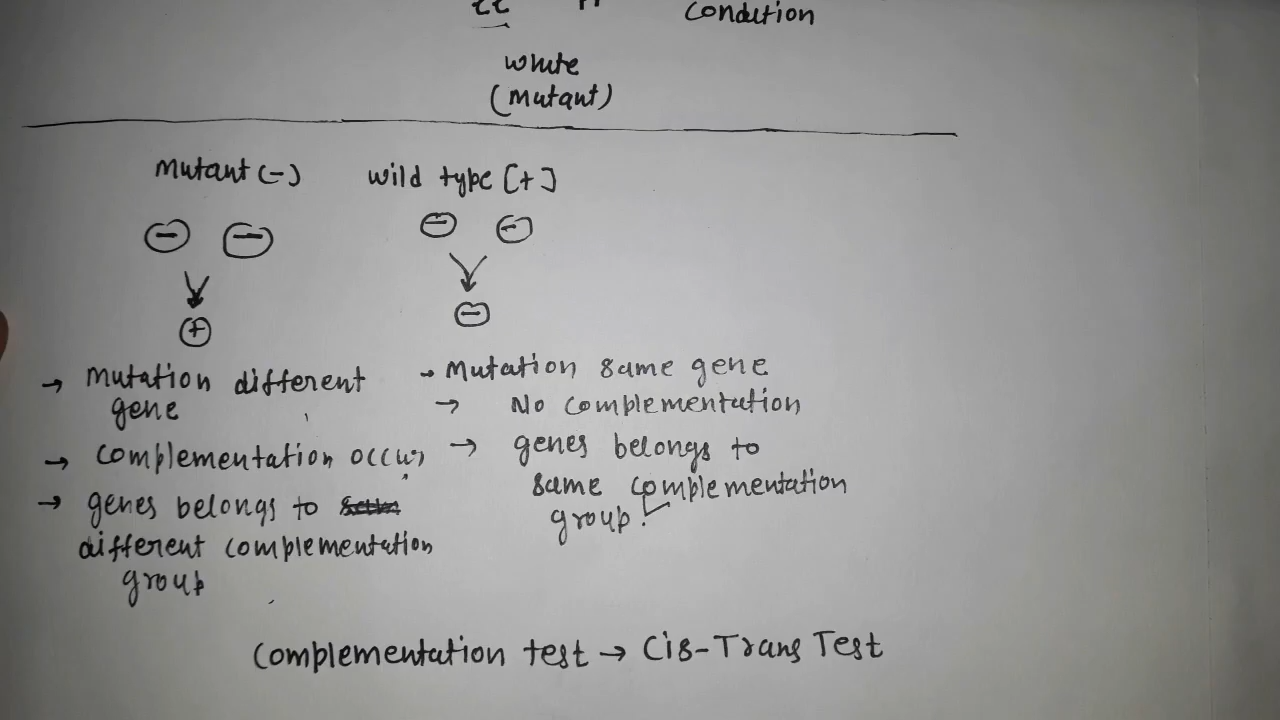 Condition
white
(mutant)
Mutant (-) wild type [+]
- - - -
+ -
→ Mutation different
gene
→ complementation occurs
→ genes belongs to
different complementation
group
→ Mutation same gene
→ No complementation
→ genes belongs to
same complementation
group.
Complementation test → Cis-Trans Test